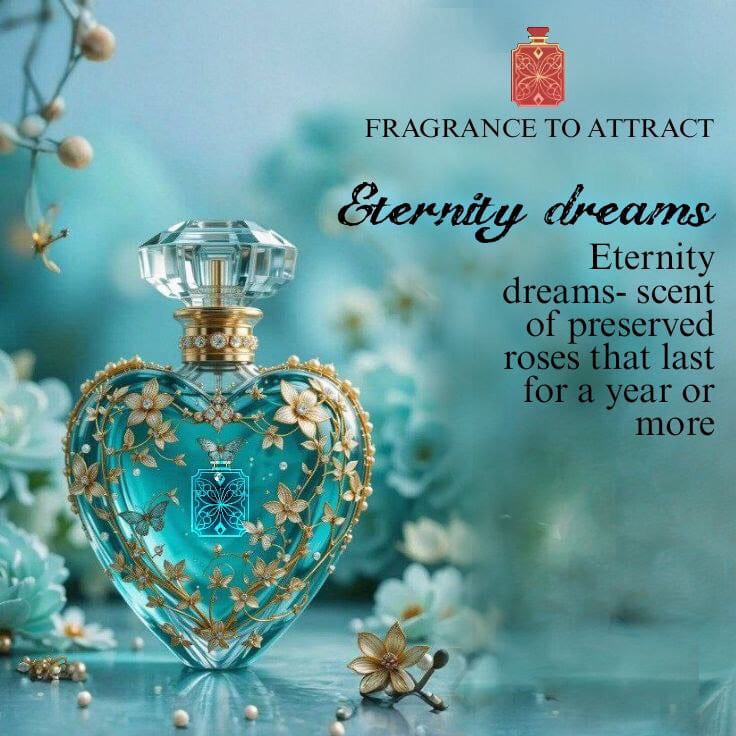 FRAGRANCE TO ATTRACT
Eternity dreams
Eternity
dreams- scent
of preserved
roses that last
for a year or
more